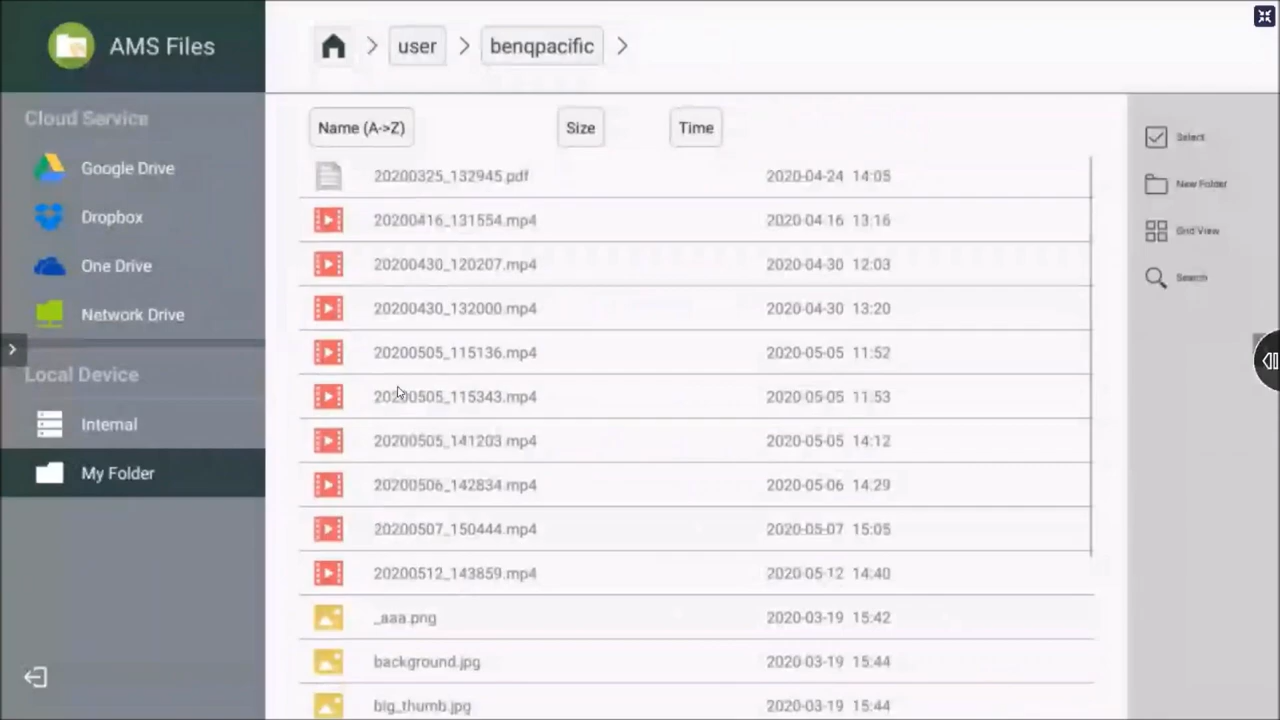 AMS Files
user
benqpacific
Cloud Service
Google Drive
Dropbox
One Drive
Network Drive
Local Device
Internal
My Folder
Name (A->Z) Size Time
20200325_132945.pdf 2020-04-24 14:05
20200416_131554.mp4 2020-04-16 13:16
20200430_120207.mp4 2020-04-30 12:03
20200430_132000.mp4 2020-04-30 13:20
20200505_115136.mp4 2020-05-05 11:52
20200505_115343.mp4 2020-05-05 11:53
20200505_141203.mp4 2020-05-05 14:12
20200506_142834.mp4 2020-05-06 14:29
20200507_150444.mp4 2020-05-07 15:05
20200512_143859.mp4 2020-05-12 14:40
_aaa.png 2020-03-19 15:42
background.jpg 2020-03-19 15:44
big_thumb.jpg 2020-03-19 15:44
Select
New Folder
Grid View
Search